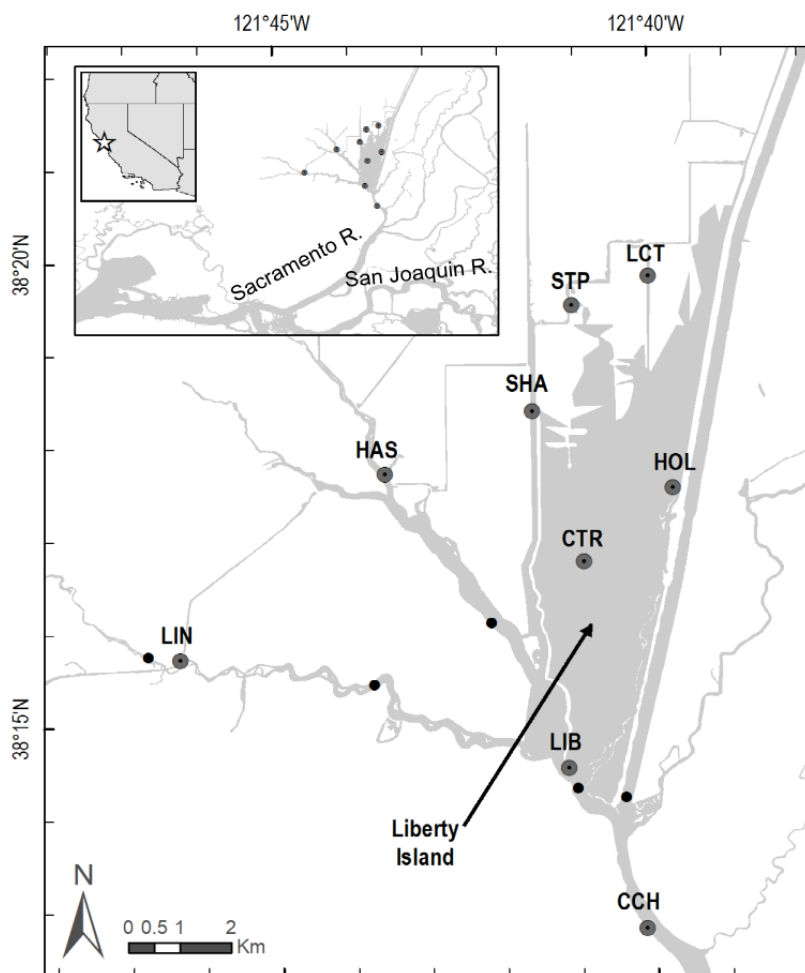 121°45'W
121°40'W
38°20'N
38°15'N
Sacramento R.
San Joaquin R.
LCT
STP
SHA
HAS
HOL
CTR
LIN
LIB
Liberty
Island
CCH
N
0 0.5 1 2
Km